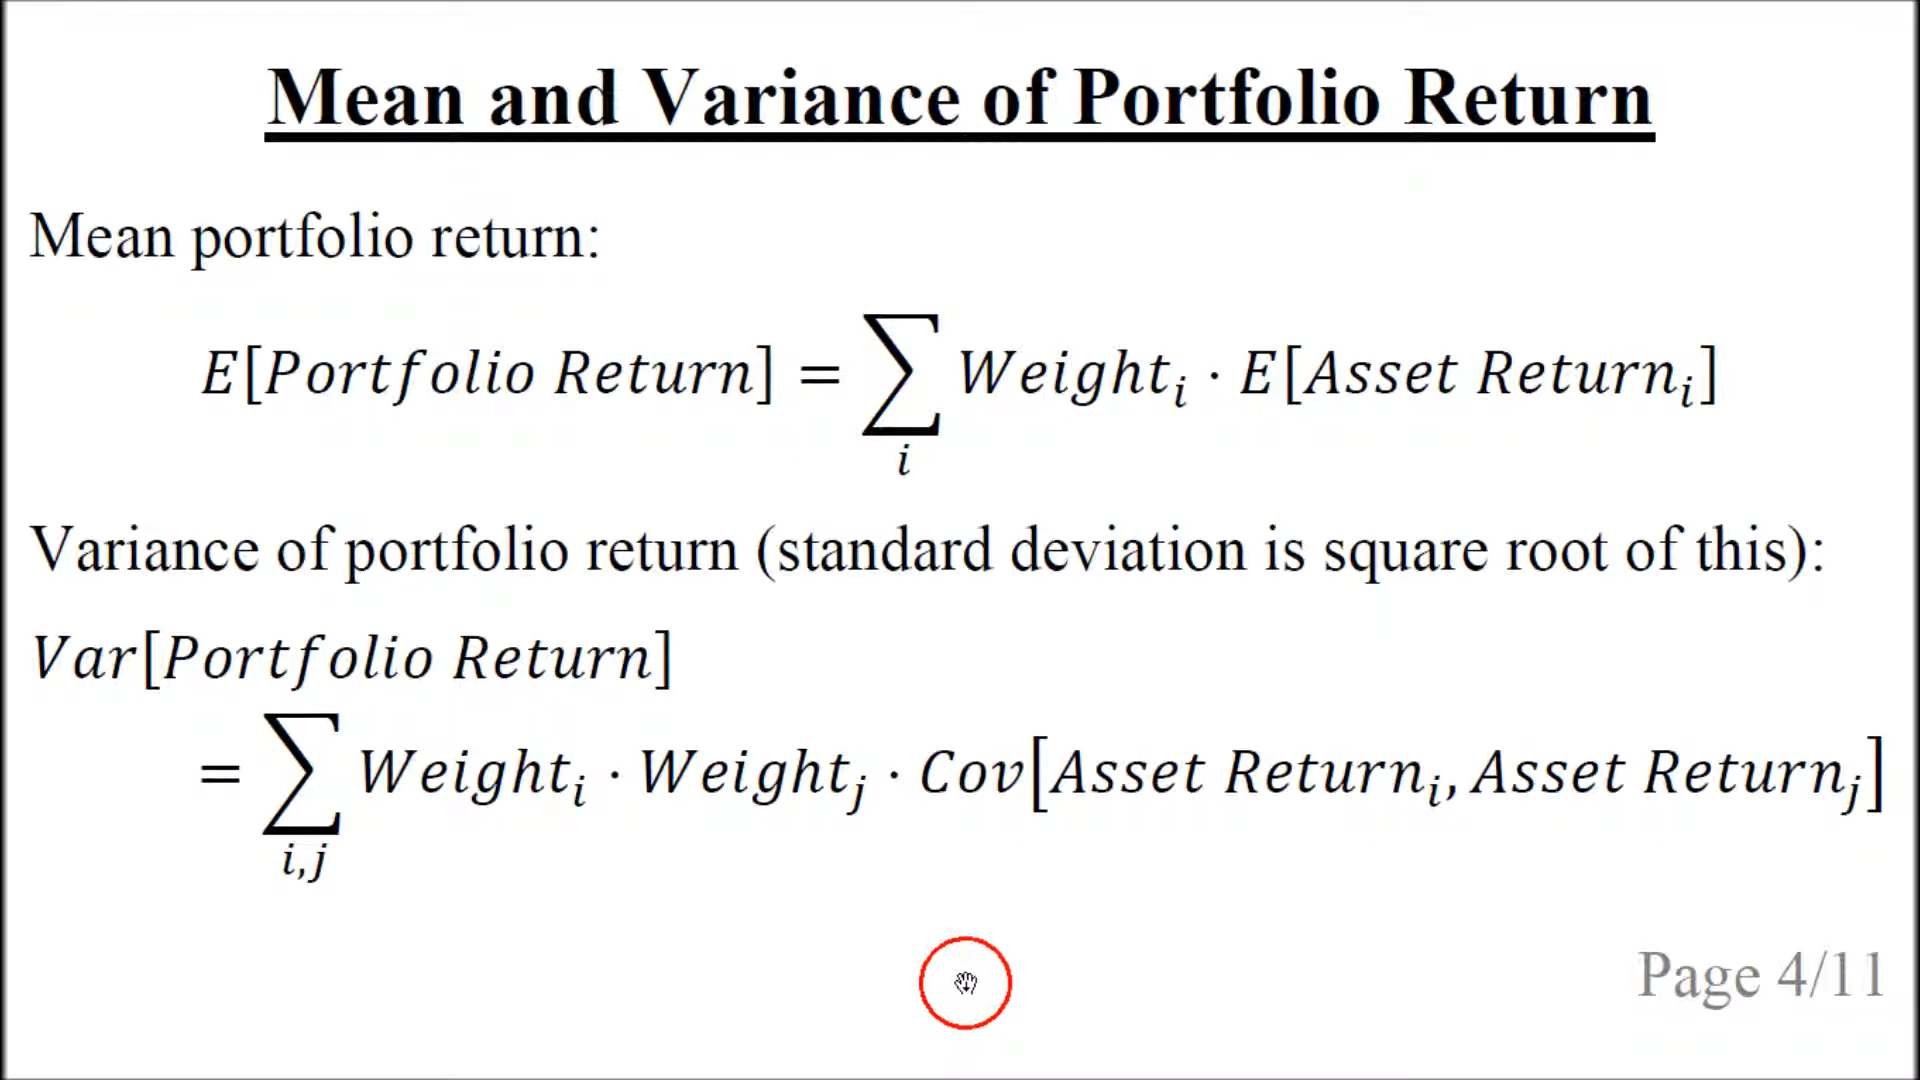 Mean and Variance of Portfolio Return
Mean portfolio return:
E[Portfolio Return] = ∑ᵢ Weightᵢ · E[Asset Returnᵢ]
Variance of portfolio return (standard deviation is square root of this):
Var[Portfolio Return]
= ∑ᵢ,ⱼ Weightᵢ · Weightⱼ · Cov[Asset Returnᵢ, Asset Returnⱼ]
Page 4/11